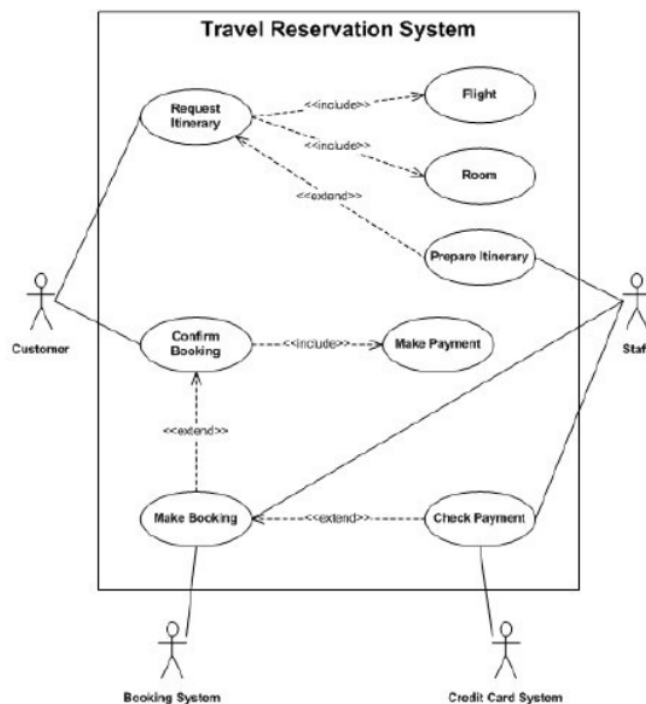 Travel Reservation System
Request
Itinerary
<<include>>
Flight
<<include>>
Room
<<extend>>
Prepare Itinerary
Customer
Staff
Confirm
Booking
<<include>>
Make Payment
<<extend>>
Make Booking
<<extend>>
Check Payment
Booking System
Credit Card System